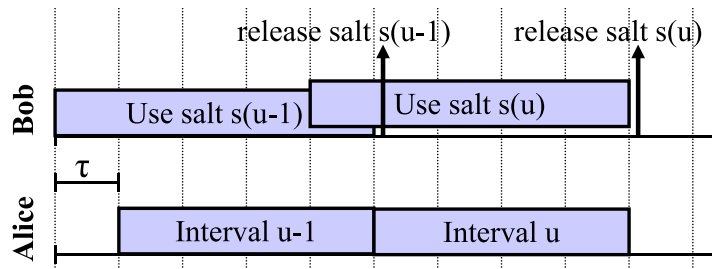 release salt s(u-1)
release salt s(u)
Bob
Use salt s(u-1)
Use salt s(u)
τ
Alice
Interval u-1
Interval u